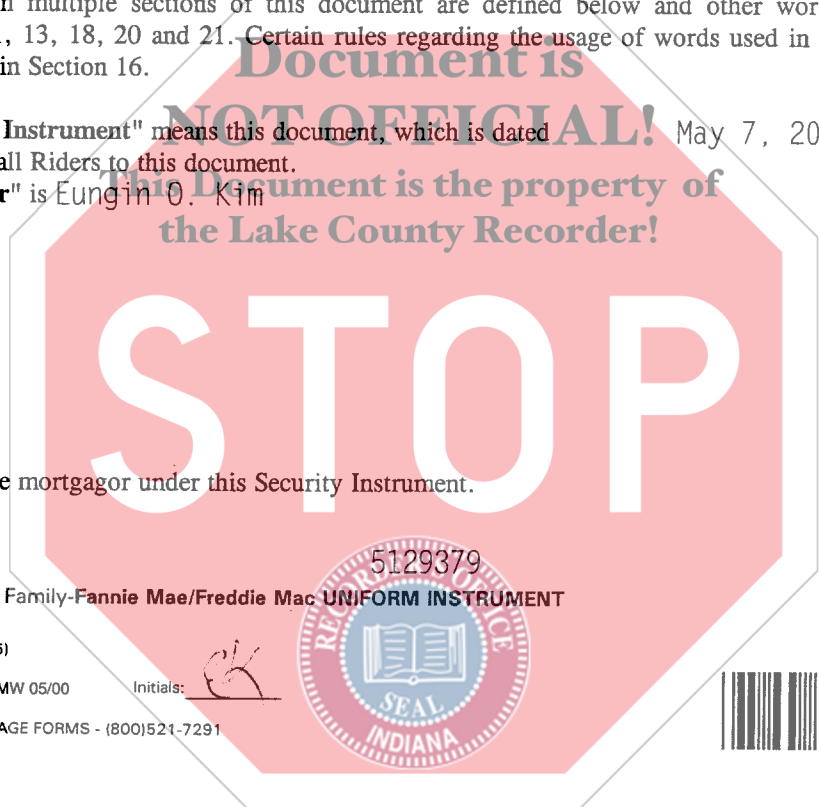 n multiple sections of this document are defined below and other wor
, 13, 18, 20 and 21. Certain rules regarding the usage of words used in
in Section 16.
Document is
NOT OFFICIAL!
Instrument" means this document, which is dated May 7, 20
all Riders to this document.
This Document is the property of
r" is Eungin O. Kim
the Lake County Recorder!
STOP
e mortgagor under this Security Instrument.
5129379
Family-Fannie Mae/Freddie Mac UNIFORM INSTRUMENT
RECORDER'S OFFICE
MW 05/00 Initials: EK
SEAL
AGE FORMS - (800)521-7291
INDIANA